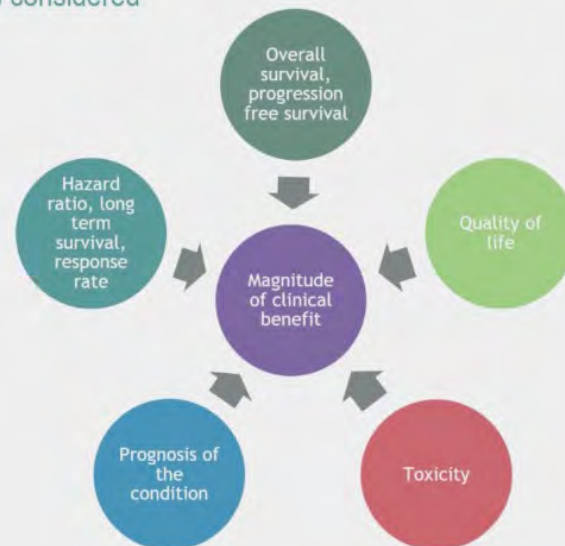 considered
Overall
survival,
progression
free survival
Hazard
ratio, long
term
survival,
response
rate
Quality of
life
Magnitude
of clinical
benefit
Prognosis of
the
condition
Toxicity